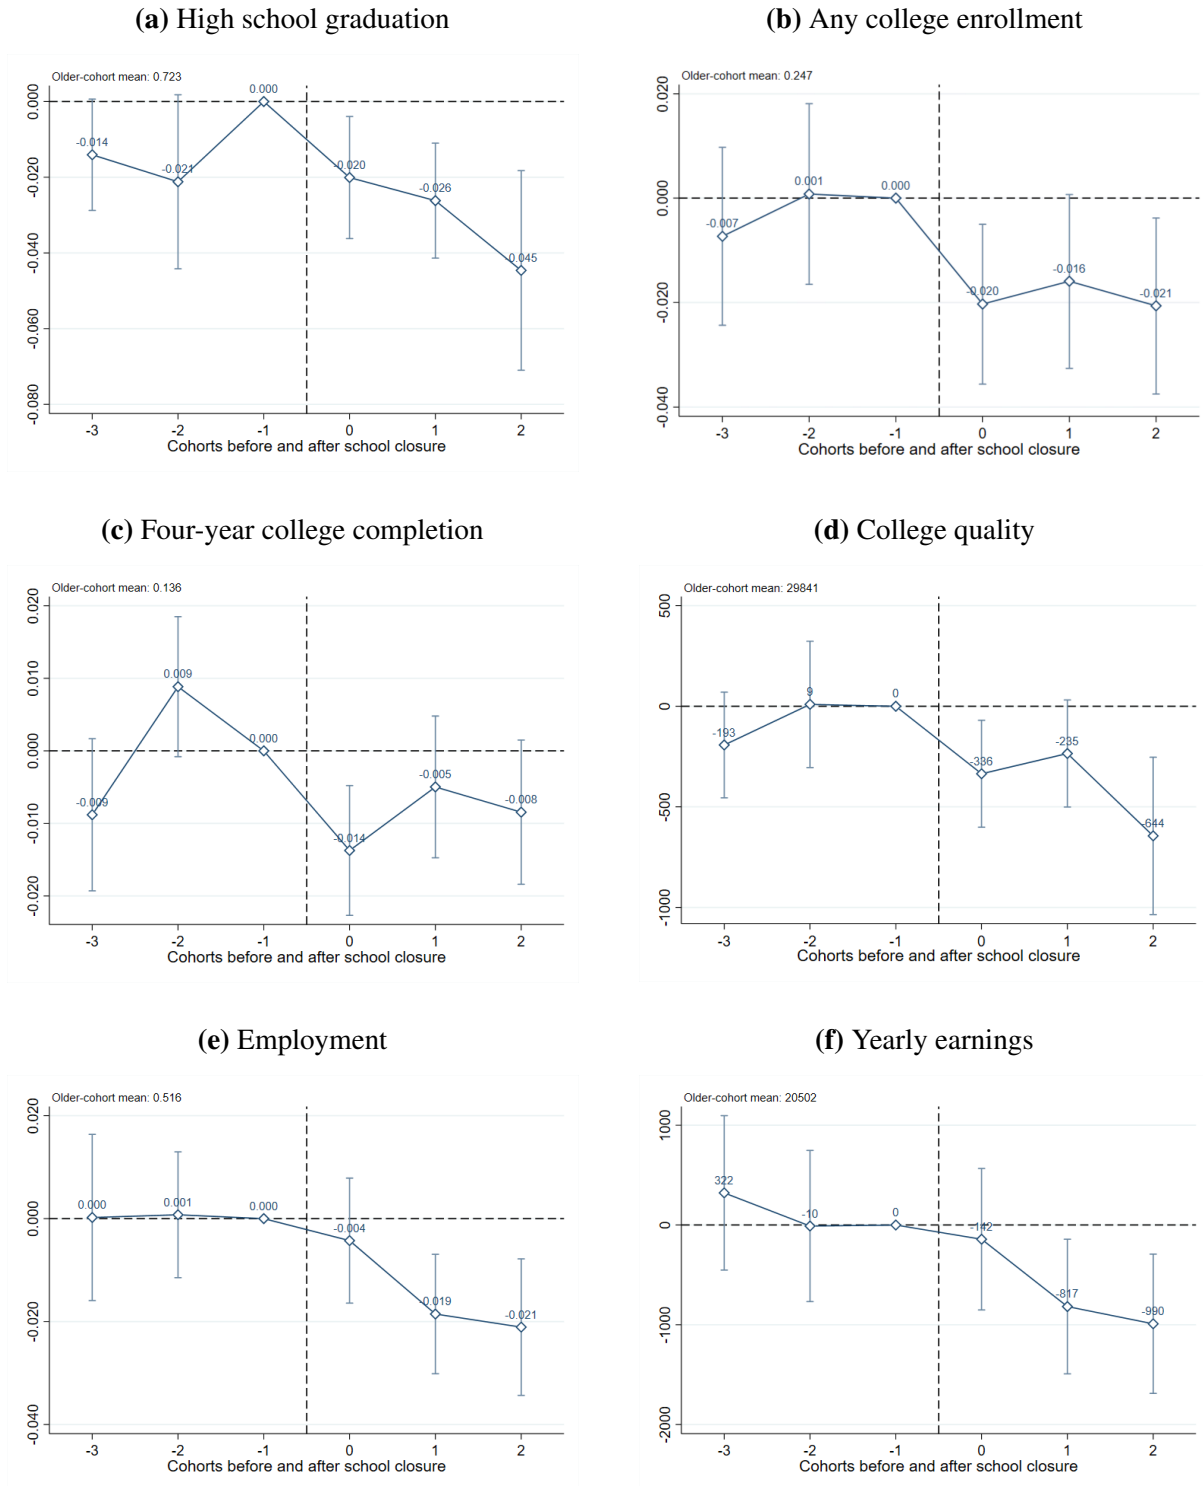 (a) High school graduation
Older-cohort mean: 0.723
0.000
-0.020
-0.040
-0.060
-0.080
-0.014
-0.021
0.000
-0.020
-0.026
-0.045
-3 -2 -1 0 1 2
Cohorts before and after school closure
(b) Any college enrollment
Older-cohort mean: 0.247
0.020
0.000
-0.020
-0.040
-0.007
0.001
0.000
-0.020
-0.016
-0.021
-3 -2 -1 0 1 2
Cohorts before and after school closure
(c) Four-year college completion
Older-cohort mean: 0.136
0.020
0.010
0.000
-0.010
-0.020
-0.009
0.009
0.000
-0.014
-0.005
-0.008
-3 -2 -1 0 1 2
Cohorts before and after school closure
(d) College quality
Older-cohort mean: 29841
500
0
-500
-1000
-193
9
0
-336
-235
-644
-3 -2 -1 0 1 2
Cohorts before and after school closure
(e) Employment
Older-cohort mean: 0.516
0.020
0.000
-0.020
-0.040
0.000
0.001
0.000
-0.004
-0.019
-0.021
-3 -2 -1 0 1 2
Cohorts before and after school closure
(f) Yearly earnings
Older-cohort mean: 20502
1000
0
-1000
-2000
322
-10
0
-142
-817
-990
-3 -2 -1 0 1 2
Cohorts before and after school closure